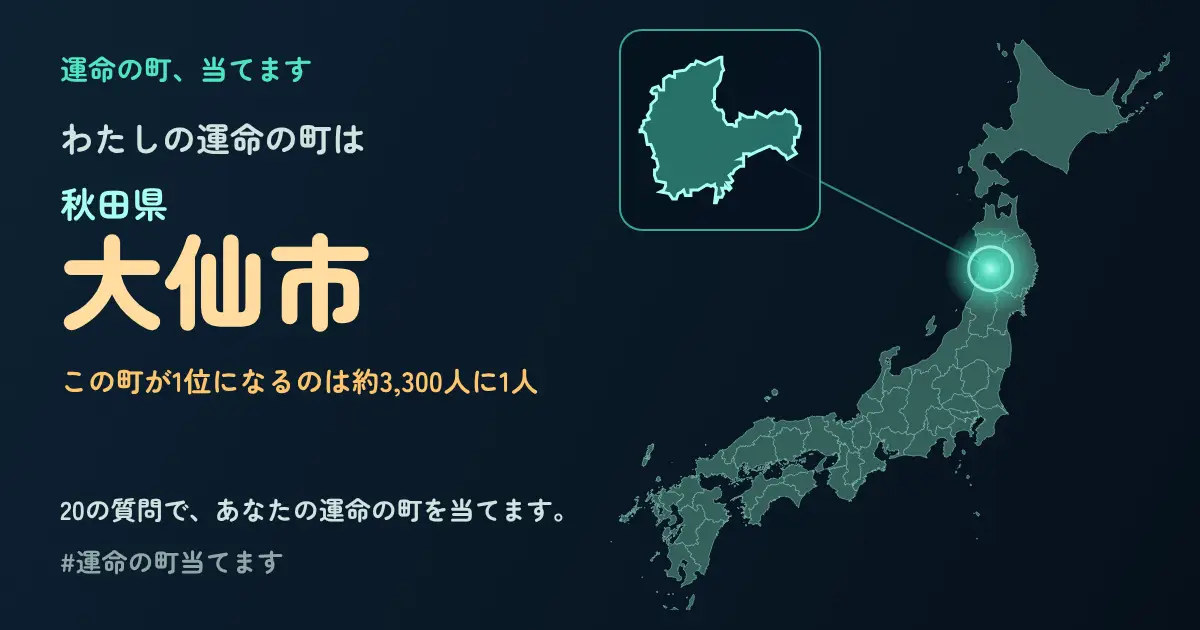 運命の町、当てます
わたしの運命の町は
秋田県
大仙市
この町が1位になるのは約3,300人に1人
20の質問で、あなたの運命の町を当てます。
#運命の町当てます